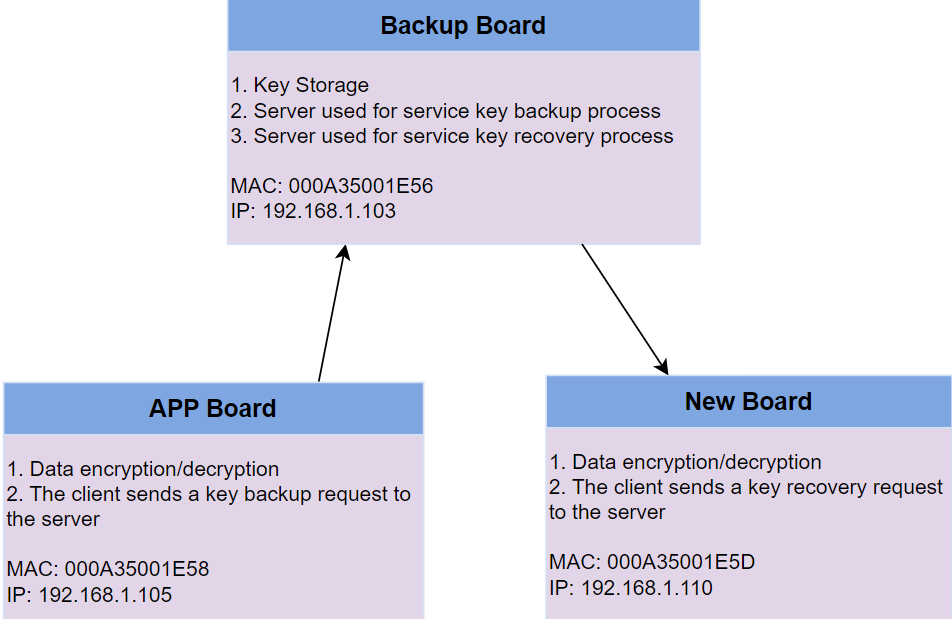 Backup Board
1. Key Storage
2. Server used for service key backup process
3. Server used for service key recovery process
MAC: 000A35001E56
IP: 192.168.1.103
APP Board
1. Data encryption/decryption
2. The client sends a key backup request to
the server
MAC: 000A35001E58
IP: 192.168.1.105
New Board
1. Data encryption/decryption
2. The client sends a key recovery request
to the server
MAC: 000A35001E5D
IP: 192.168.1.110